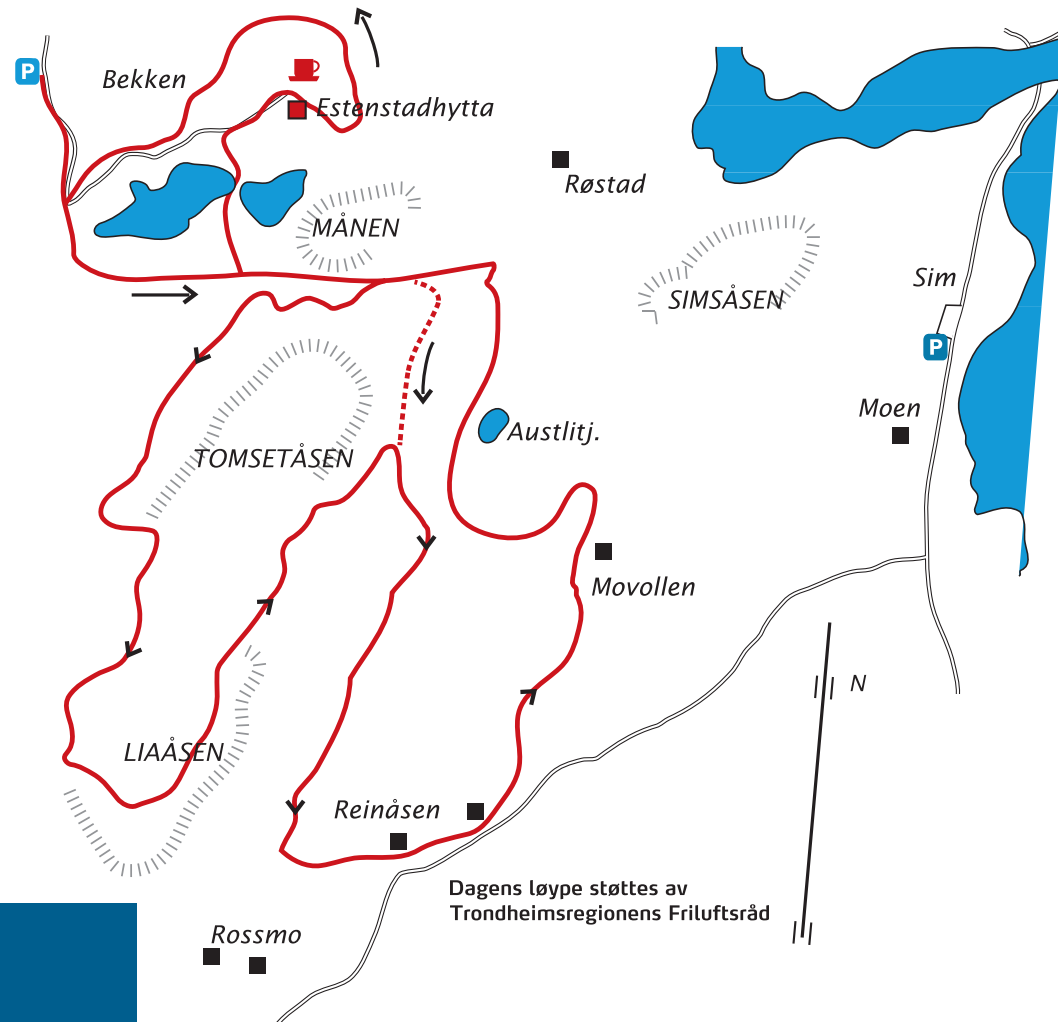 P
Bekken
Estenstadhytta
Røstad
MÅNEN
Sim
SIMSÅSEN
P
Moen
Austlitj.
TOMSETÅSEN
Movollen
N
LIAÅSEN
Reinåsen
Dagens løype støttes av
Trondheimsregionens Friluftsråd
Rossmo